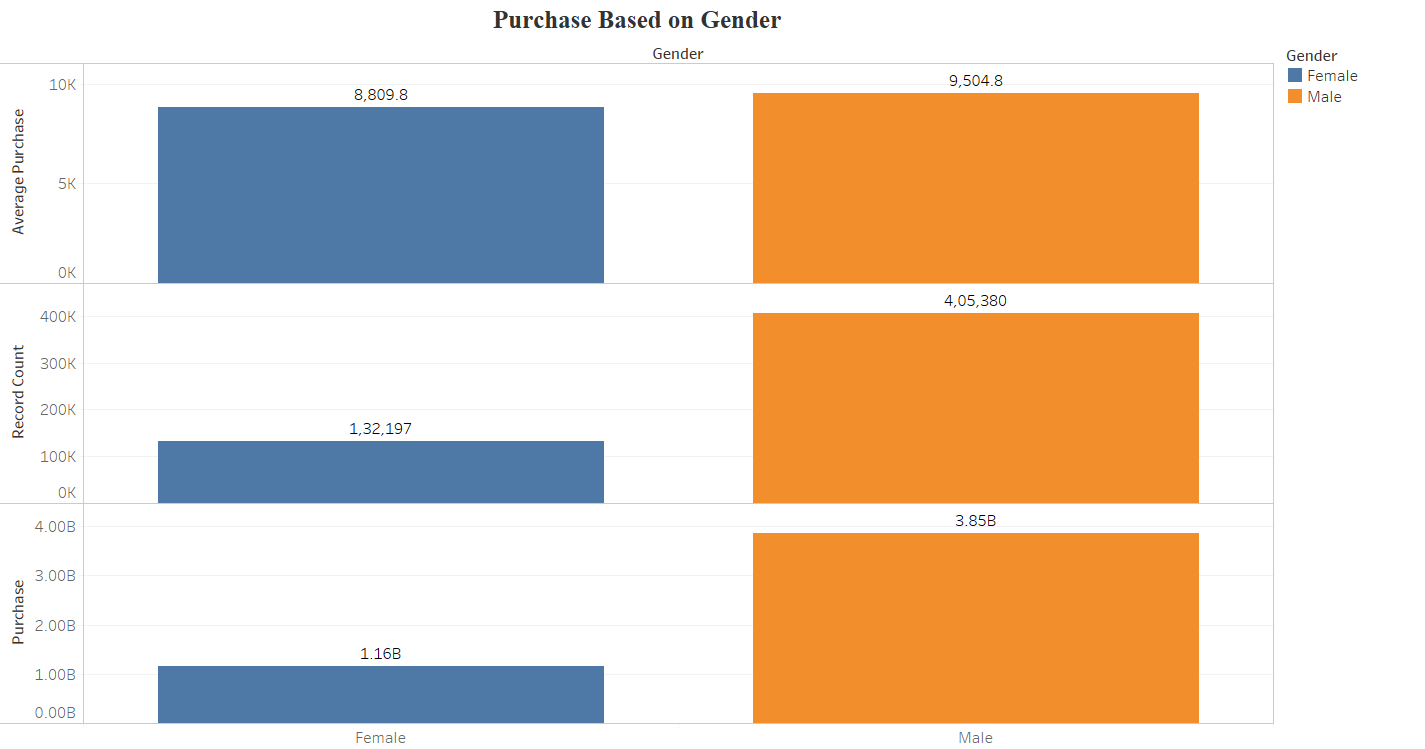 Purchase Based on Gender
Gender
Gender
Female
Male
Average Purchase
10K
5K
0K
8,809.8
9,504.8
Record Count
400K
300K
200K
100K
0K
1,32,197
4,05,380
Purchase
4.00B
3.00B
2.00B
1.00B
0.00B
1.16B
3.85B
Female
Male